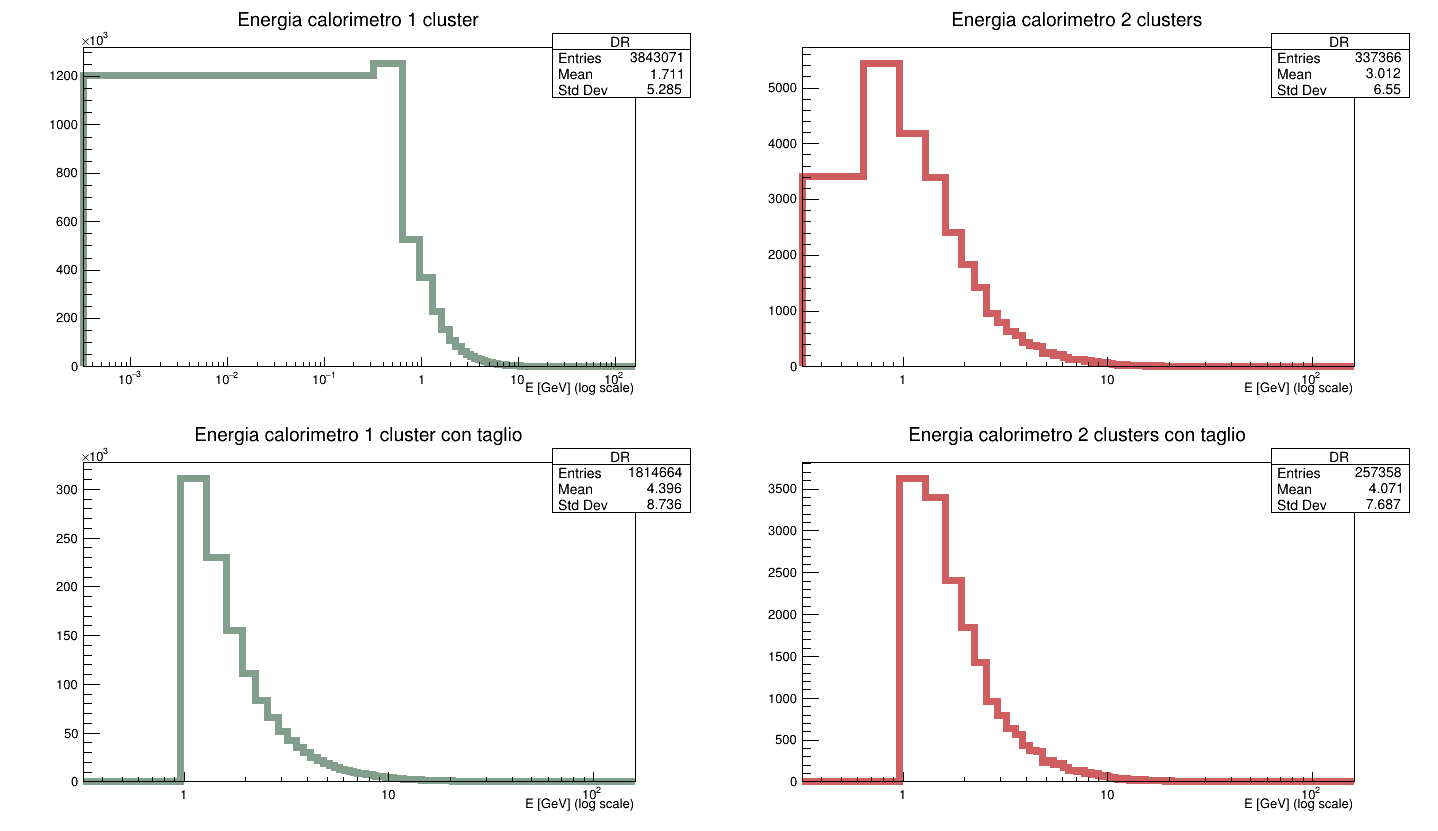 Energia calorimetro 1 cluster
×10³
DR
Entries 3843071
Mean 1.711
Std Dev 5.285
1200
1000
800
600
400
200
0
10⁻³ 10⁻² 10⁻¹ 1 10 10²
E [GeV] (log scale)
Energia calorimetro 2 clusters
DR
Entries 337366
Mean 3.012
Std Dev 6.55
5000
4000
3000
2000
1000
0
1 10 10²
E [GeV] (log scale)
Energia calorimetro 1 cluster con taglio
×10³
DR
Entries 1814664
Mean 4.396
Std Dev 8.736
300
250
200
150
100
50
0
1 10 10²
E [GeV] (log scale)
Energia calorimetro 2 clusters con taglio
DR
Entries 257358
Mean 4.071
Std Dev 7.687
3500
3000
2500
2000
1500
1000
500
0
1 10 10²
E [GeV] (log scale)